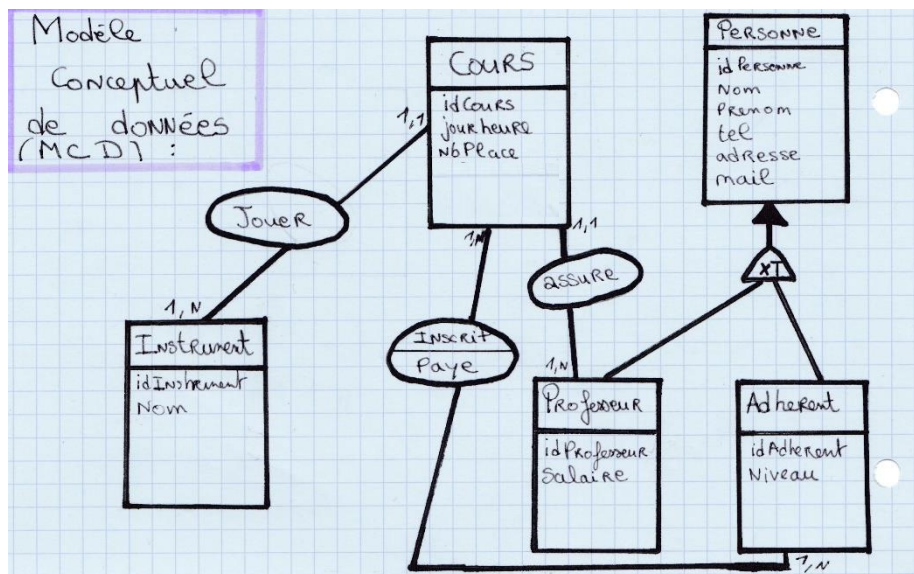 Modéle
Conceptuel
de données
(MCD) :
COURS
idCours
jourheure
NbPlace
PERSONNE
idPersonne
Nom
Prenom
tel
adresse
mail
1,1
Jouer
1,N
1,N
1,1
assure
XT
Inscrit
Paye
1,N
Instrument
idInstrument
Nom
Professeur
idProfesseur
Salaire
Adherent
idAdherent
Niveau
1,N